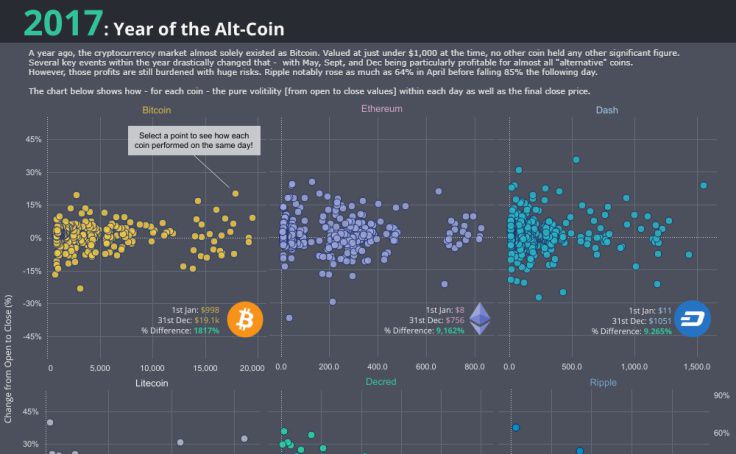 2017: Year of the Alt-Coin
A year ago, the cryptocurrency market almost solely existed as Bitcoin. Valued at just under $1,000 at the time, no other coin held any other significant figure.
Several key events within the year drastically changed that - with May, Sept, and Dec being particularly profitable for almost all "alternative" coins.
However, those profits are still burdened with huge risks. Ripple notably rose as much as 64% in April before falling 85% the following day.
The chart below shows how - for each coin - the pure volitility [from open to close values] within each day as well as the final close price.
Bitcoin
Ethereum
Dash
Select a point to see how each
coin performed on the same day!
45%
30%
15%
0%
-15%
-30%
-45%
Change from Open to Close (%)
1st Jan: $998
31st Dec: $19.1k
% Difference: 1817%
1st Jan: $8
31st Dec: $756
% Difference: 9,162%
1st Jan: $11
31st Dec: $1051
% Difference: 9.265%
0 5,000 10,000 15,000 20,000
0.0 200.0 400.0 600.0 800.0
0.0 500.0 1,000.0 1,500.0
Litecoin
Decred
Ripple
45%
30%
90%
60%